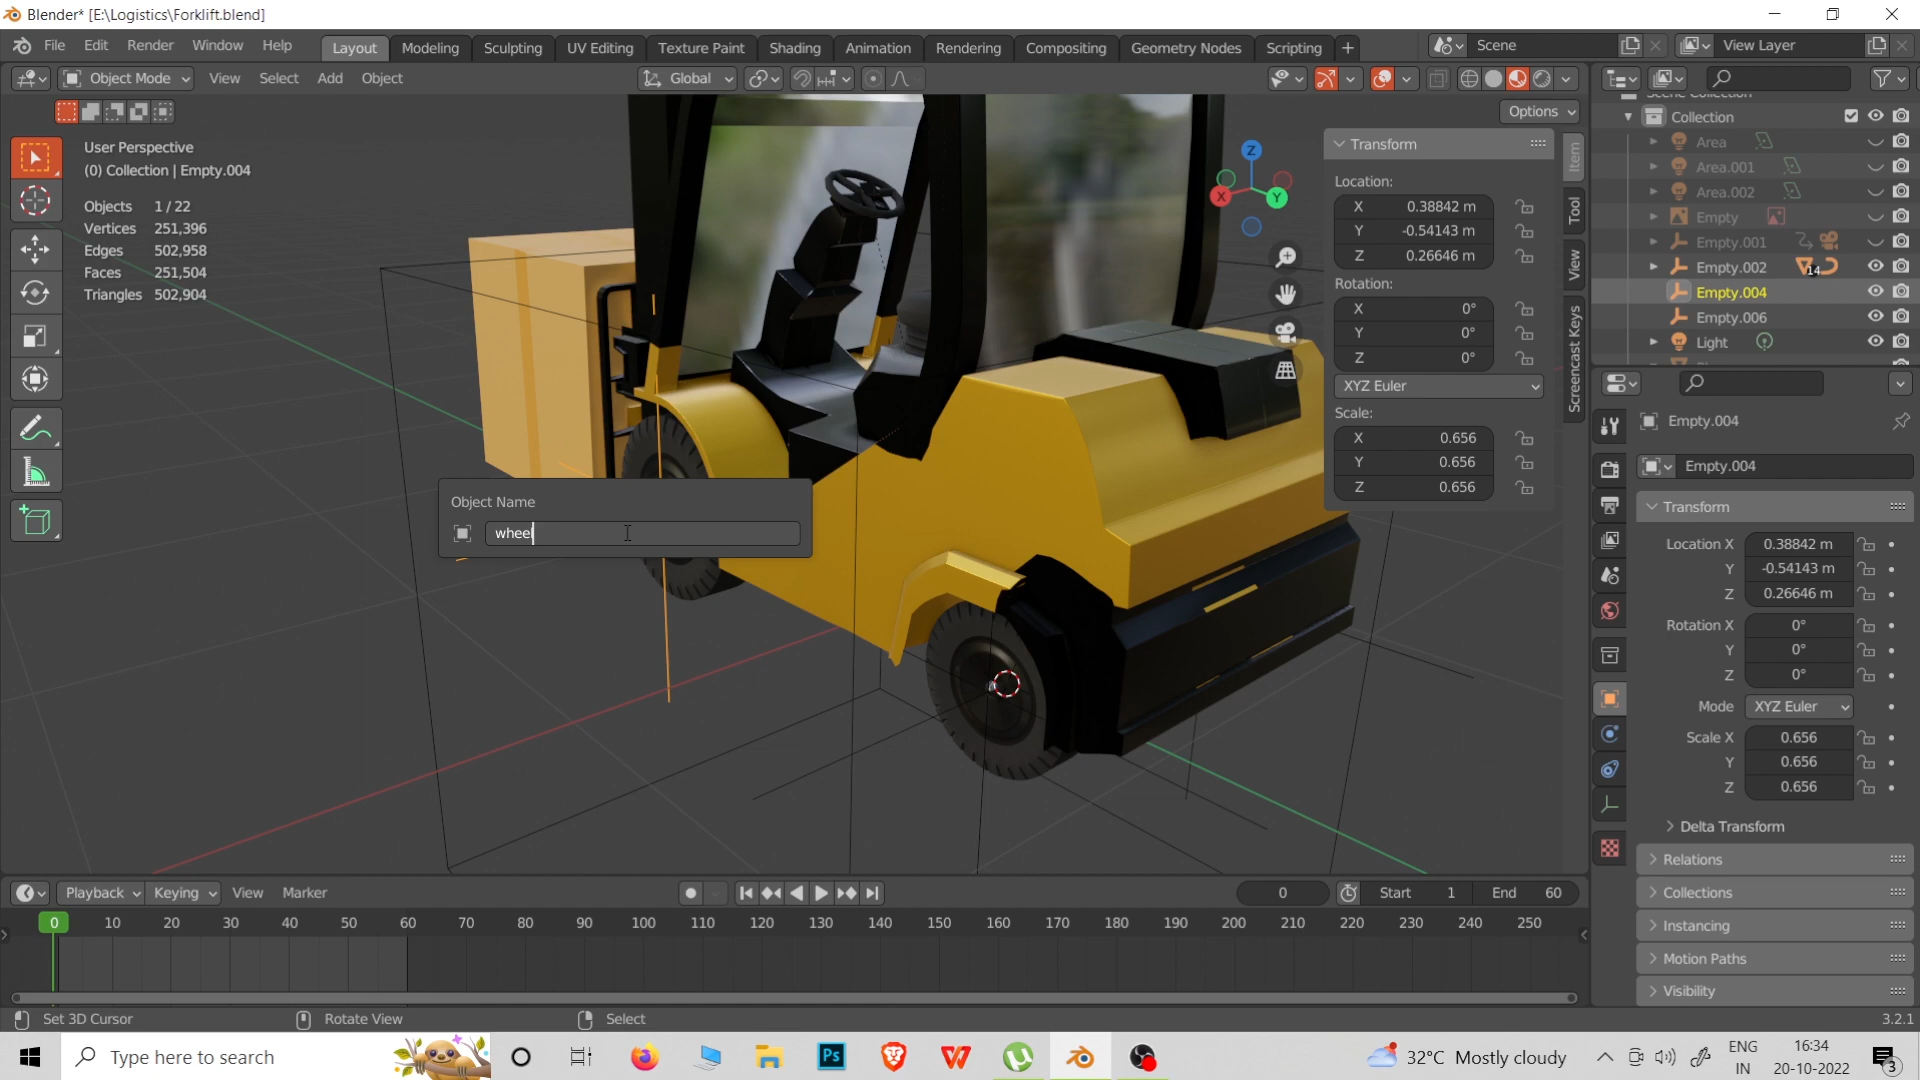 Blender* [E:\Logistics\Forklift.blend]
File Edit Render Window Help
Layout Modeling Sculpting UV Editing Texture Paint Shading Animation Rendering Compositing Geometry Nodes Scripting +
Scene
View Layer
Object Mode View Select Add Object
Global
Options
User Perspective
(0) Collection | Empty.004
Objects 1 / 22
Vertices 251,396
Edges 502,958
Faces 251,504
Triangles 502,904
Z
X
Y
Object Name
wheel
Transform
Location:
X 0.38842 m
Y -0.54143 m
Z 0.26646 m
Rotation:
X 0°
Y 0°
Z 0°
XYZ Euler
Scale:
X 0.656
Y 0.656
Z 0.656
Item
Tool
View
Screencast Keys
Scene Collection
Collection
Area
Area.001
Area.002
Empty
Empty.001
Empty.002 14
Empty.004
Empty.006
Light
Empty.004
Empty.004
Transform
Location X 0.38842 m
Y -0.54143 m
Z 0.26646 m
Rotation X 0°
Y 0°
Z 0°
Mode XYZ Euler
Scale X 0.656
Y 0.656
Z 0.656
Delta Transform
Relations
Collections
Instancing
Motion Paths
Visibility
Playback Keying View Marker
0 Start 1 End 60
0 10 20 30 40 50 60 70 80 90 100 110 120 130 140 150 160 170 180 190 200 210 220 230 240 250
Set 3D Cursor Rotate View Select
3.2.1
Type here to search
Ps
32°C Mostly cloudy
ENG
IN
16:34
20-10-2022
3